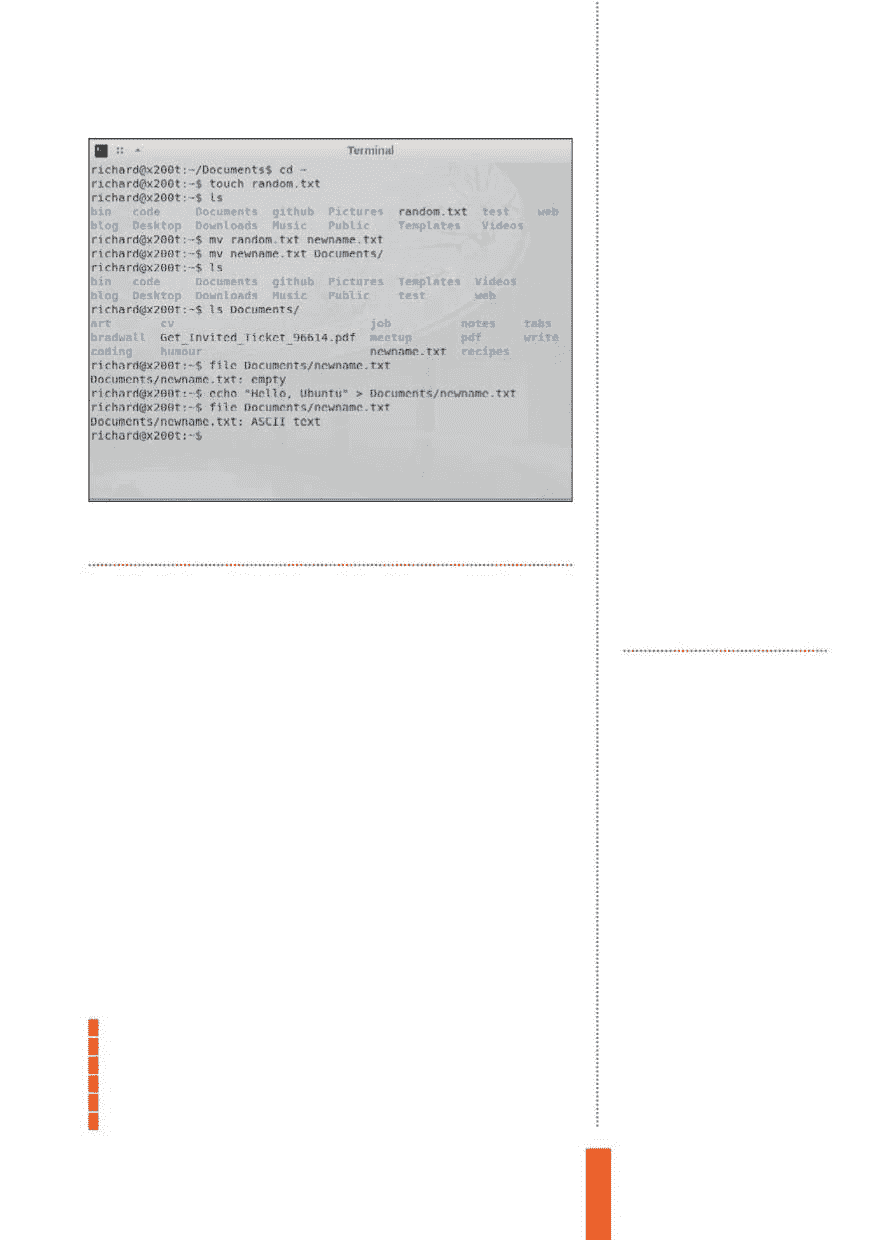 Terminal
richard@x200t:~/Documents$ cd ~
richard@x200t:~$ touch random.txt
richard@x200t:~$ ls
bin code Documents github Pictures random.txt test web
blog Desktop Downloads Music Public Templates Videos
richard@x200t:~$ mv random.txt newname.txt
richard@x200t:~$ mv newname.txt Documents/
richard@x200t:~$ ls
bin code Documents github Pictures Templates Videos
blog Desktop Downloads Music Public test web
richard@x200t:~$ ls Documents/
art cv job notes tabs
bradwall Get_Invited_Ticket_96614.pdf meetup pdf write
coding humour newname.txt recipes
richard@x200t:~$ file Documents/newname.txt
Documents/newname.txt: empty
richard@x200t:~$ echo "Hello, Ubuntu" > Documents/newname.txt
richard@x200t:~$ file Documents/newname.txt
Documents/newname.txt: ASCII text
richard@x200t:~$